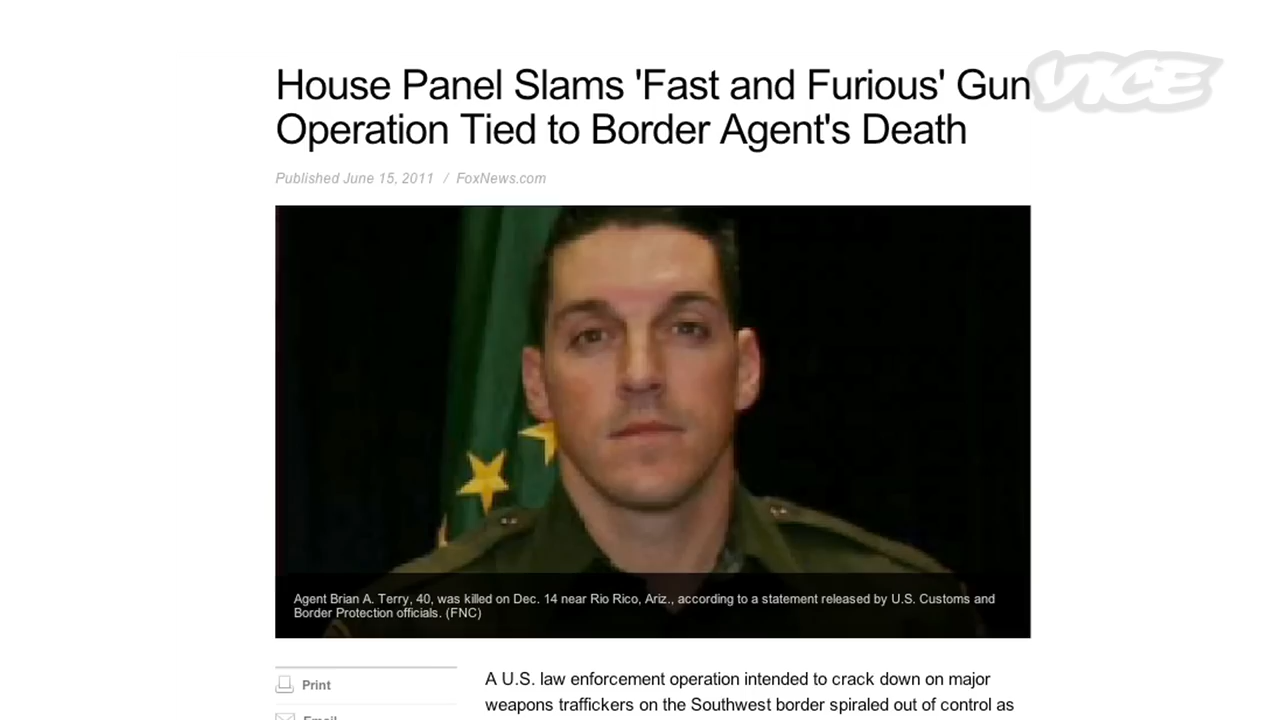 VICE
House Panel Slams 'Fast and Furious' Gun
Operation Tied to Border Agent's Death
Published June 15, 2011 / FoxNews.com
Agent Brian A. Terry, 40, was killed on Dec. 14 near Rio Rico, Ariz., according to a statement released by U.S. Customs and
Border Protection officials. (FNC)
Print
Email
A U.S. law enforcement operation intended to crack down on major
weapons traffickers on the Southwest border spiraled out of control as